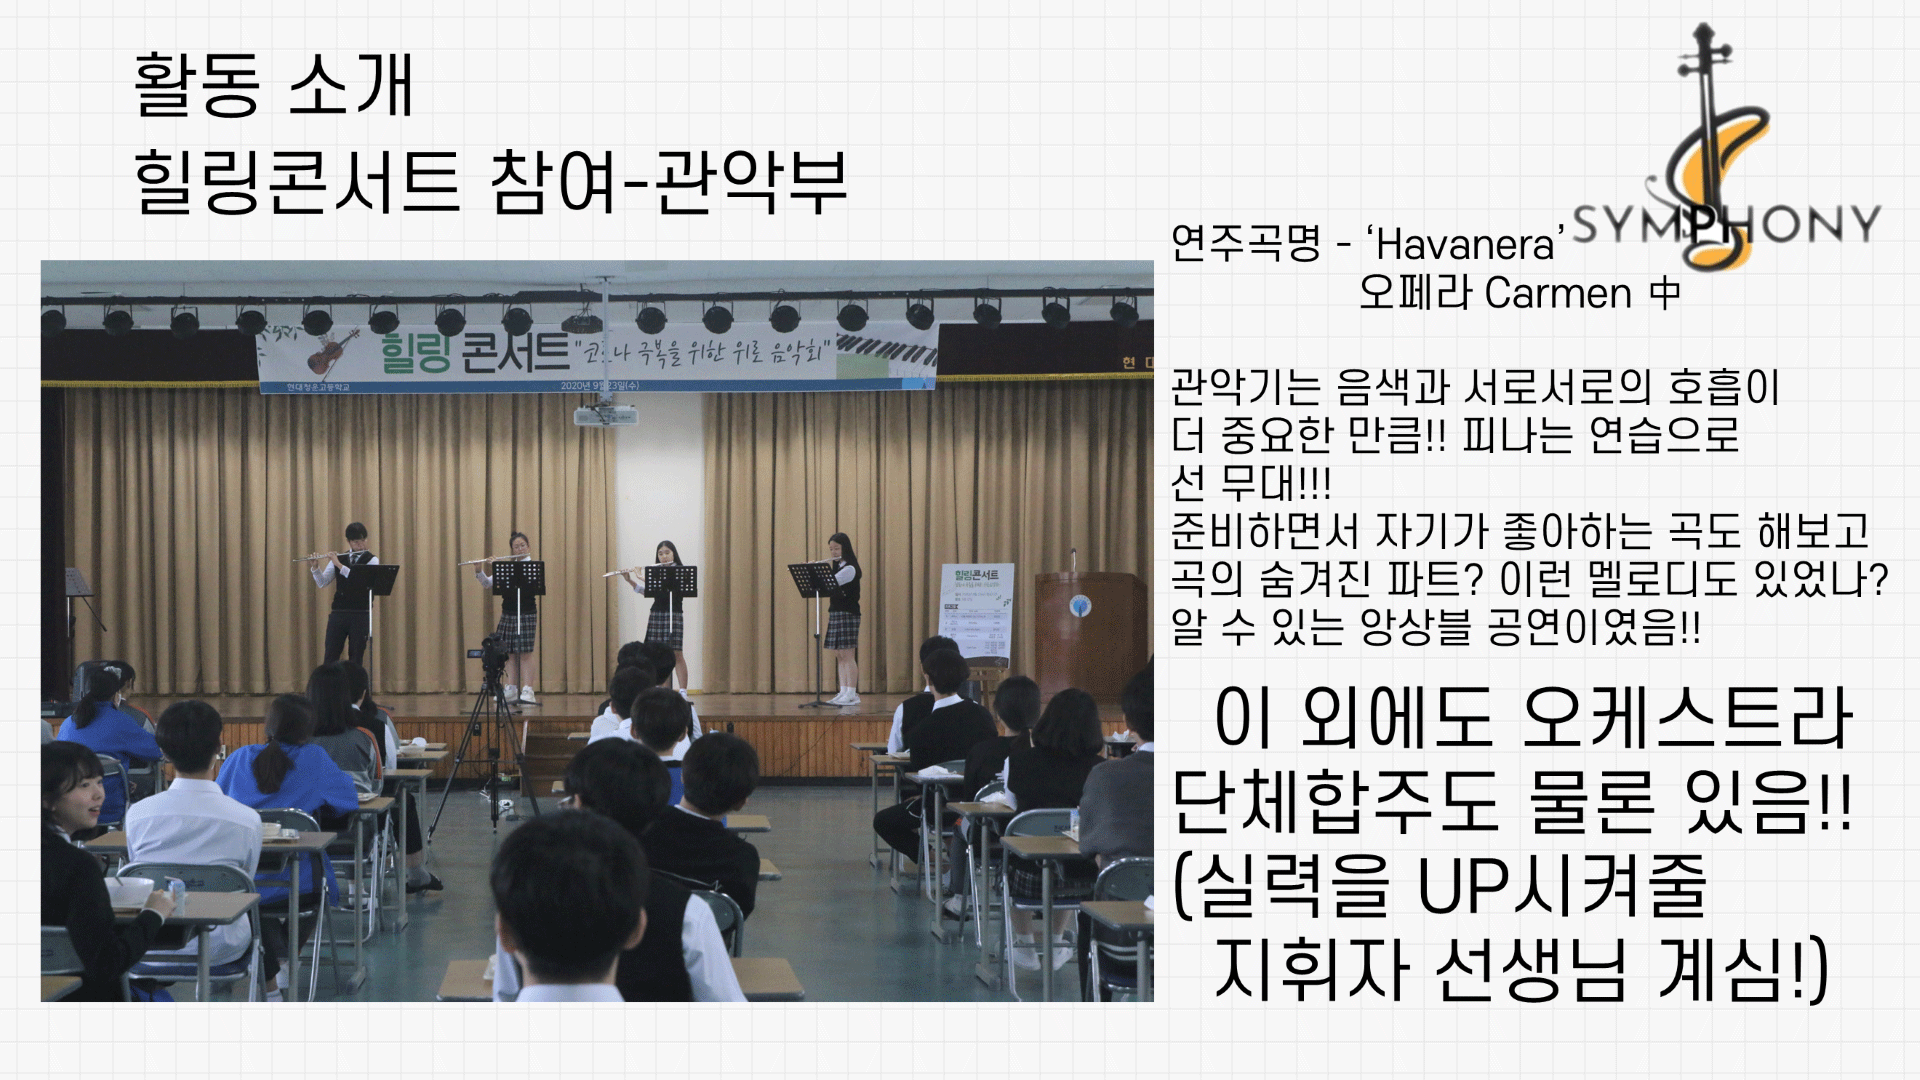 활동 소개
힐링콘서트 참여-관악부
SYMPHONY
연주곡명 - ‘Havanera’
오페라 Carmen 中
힐링 콘서트 "코로나 극복을 위한 위로 음악회"
현대청운고등학교 2020년 9월23일(수)
현 대
힐링콘서트
관악기는 음색과 서로서로의 호흡이
더 중요한 만큼!! 피나는 연습으로
선 무대!!!
준비하면서 자기가 좋아하는 곡도 해보고
곡의 숨겨진 파트? 이런 멜로디도 있었나?
알 수 있는 앙상블 공연이였음!!
이 외에도 오케스트라
단체합주도 물론 있음!!
(실력을 UP시켜줄
지휘자 선생님 계심!)